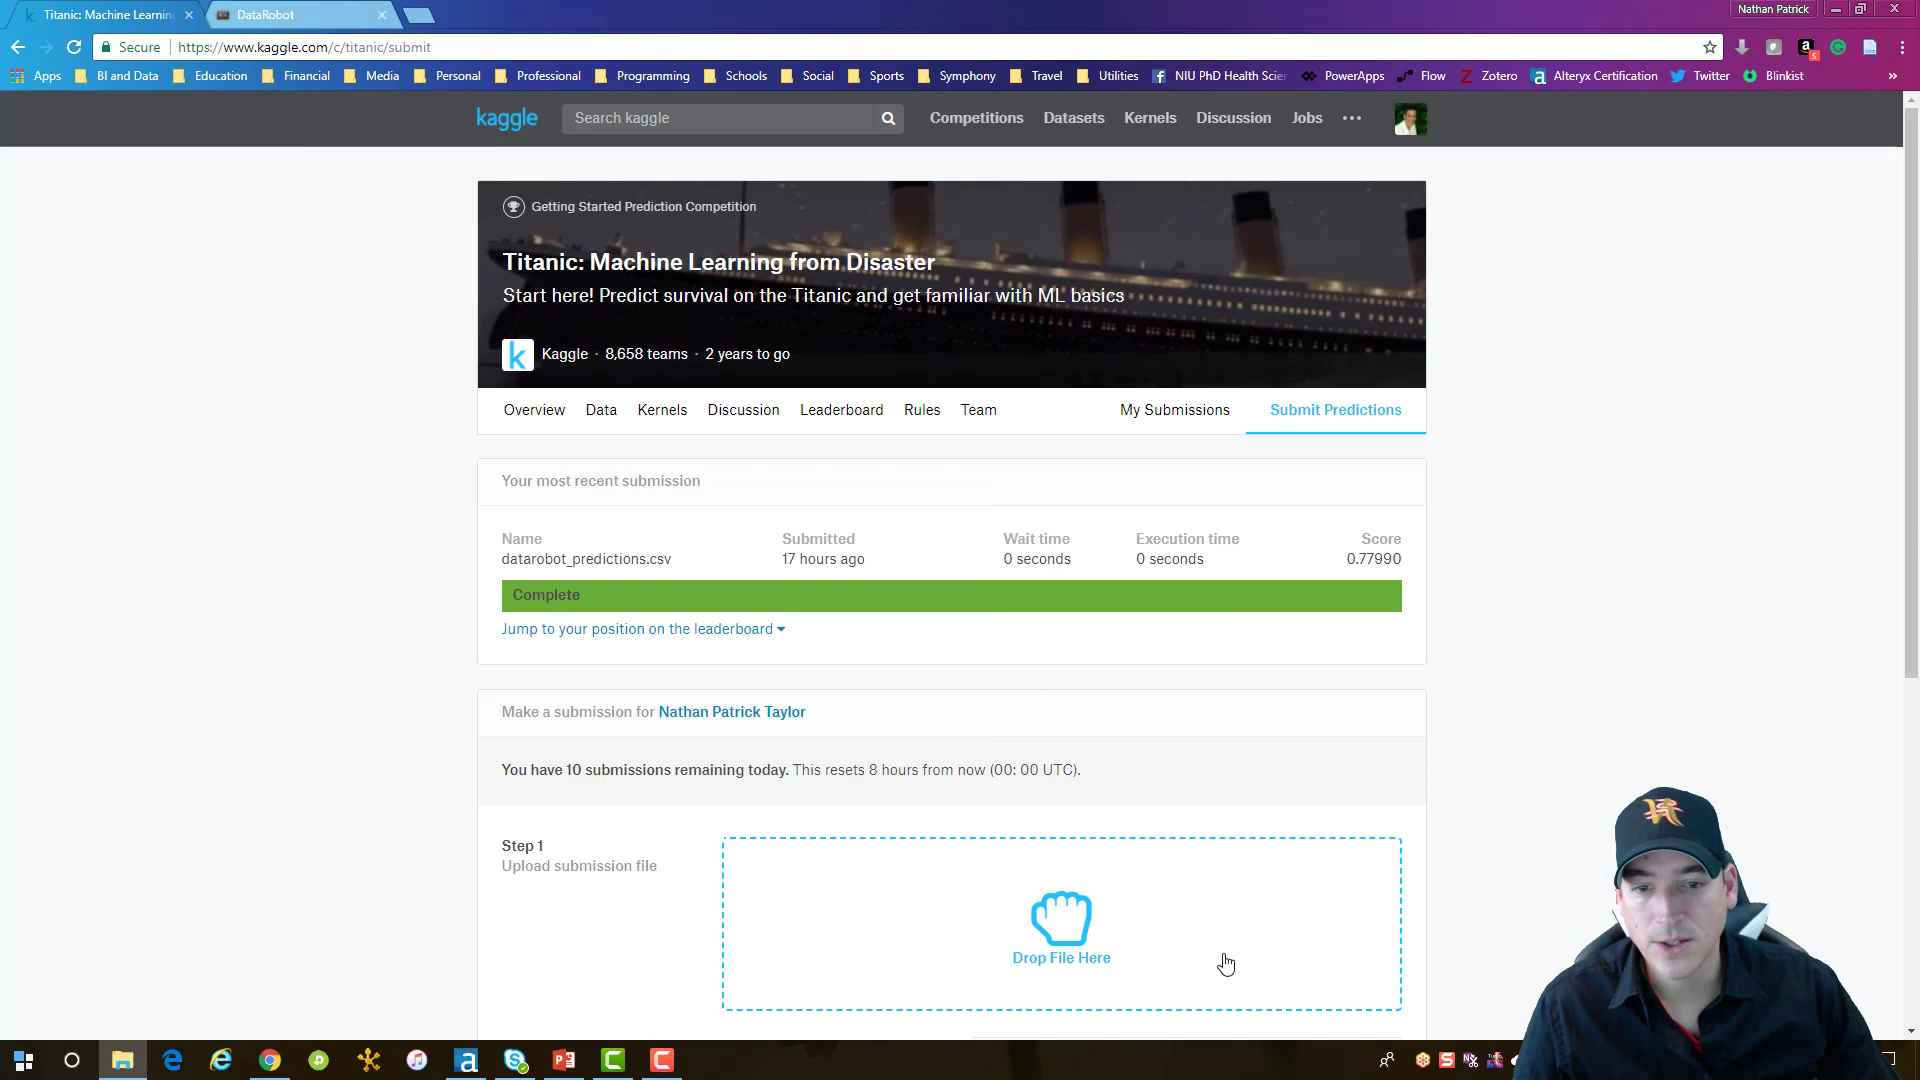 Titanic: Machine Learning
DataRobot
Nathan Patrick
Secure
https://www.kaggle.com/c/titanic/submit
Apps
BI and Data
Education
Financial
Media
Personal
Professional
Programming
Schools
Social
Sports
Symphony
Travel
Utilities
NIU PhD Health Scien
PowerApps
Flow
Zotero
Alteryx Certification
Twitter
Blinkist
kaggle
Search kaggle
Competitions
Datasets
Kernels
Discussion
Jobs
Getting Started Prediction Competition
Titanic: Machine Learning from Disaster
Start here! Predict survival on the Titanic and get familiar with ML basics
k
Kaggle · 8,658 teams · 2 years to go
Overview
Data
Kernels
Discussion
Leaderboard
Rules
Team
My Submissions
Submit Predictions
Your most recent submission
Name
Submitted
Wait time
Execution time
Score
datarobot_predictions.csv
17 hours ago
0 seconds
0 seconds
0.77990
Complete
Jump to your position on the leaderboard
Make a submission for Nathan Patrick Taylor
You have 10 submissions remaining today. This resets 8 hours from now (00: 00 UTC).
Step 1
Upload submission file
Drop File Here